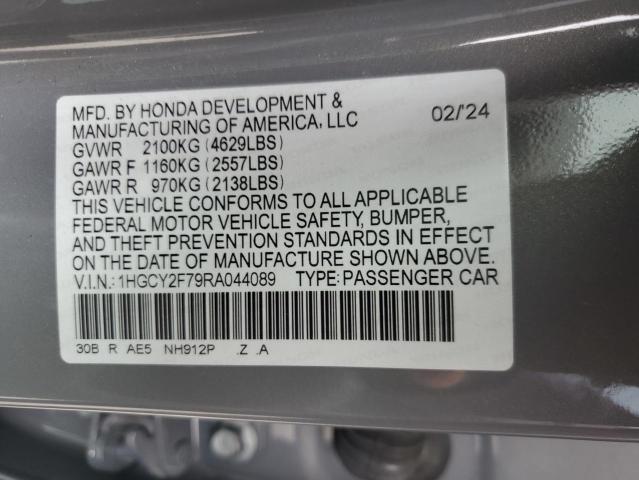 MFD. BY HONDA DEVELOPMENT & 02/'24
MANUFACTURING OF AMERICA, LLC
GVWR 2100KG (4629LBS)
GAWR F 1160KG (2557LBS)
GAWR R 970KG (2138LBS)
THIS VEHICLE CONFORMS TO ALL APPLICABLE
FEDERAL MOTOR VEHICLE SAFETY, BUMPER,
AND THEFT PREVENTION STANDARDS IN EFFECT
ON THE DATE OF MANUFACTURE SHOWN ABOVE.
V.I.N.: 1HGCY2F79RA044089 TYPE: PASSENGER CAR
30B R AE5 NH912P .Z .A